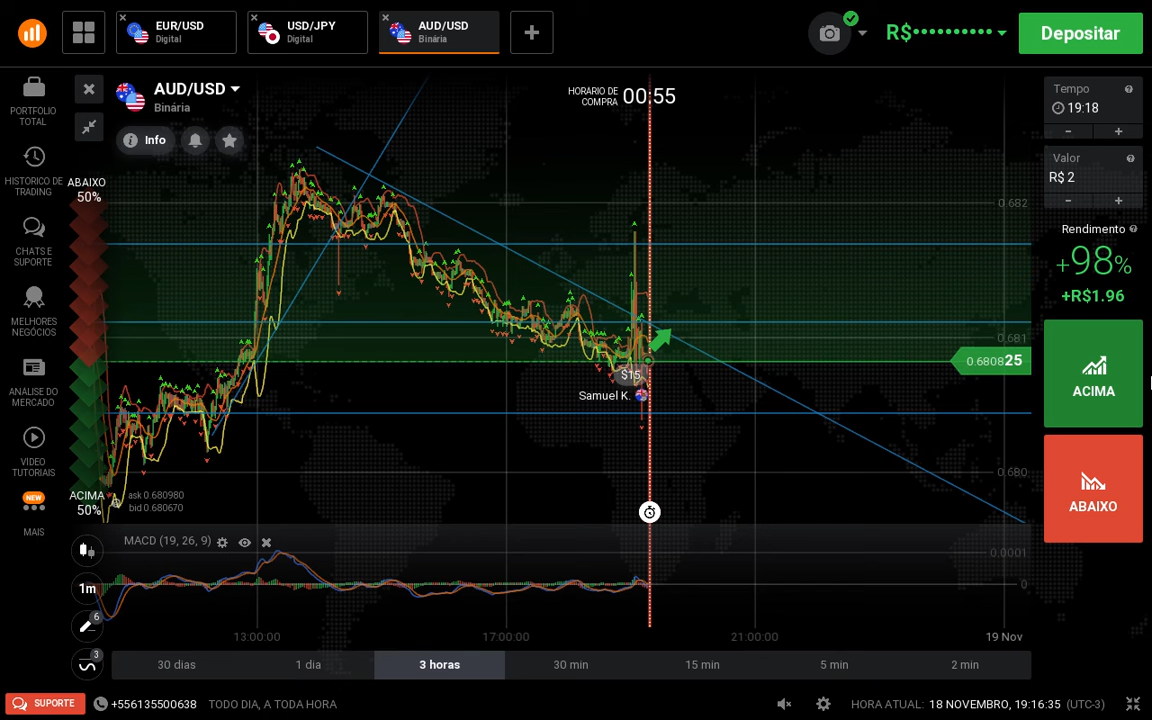 EUR/USD
Digital
USD/JPY
Digital
AUD/USD
Binária
R$••••••••••
Depositar
PORTFOLIO
TOTAL
HISTORICO DE
TRADING
CHATS E
SUPORTE
MELHORES
NEGÓCIOS
ANALISE DO
MERCADO
VIDEO
TUTORIAIS
NEW
MAIS
AUD/USD
Binária
Info
HORARIO DE
COMPRA
00:55
ABAIXO
50%
ACIMA
50%
ask 0.680980
bid 0.680670
0.682
0.681
0.680825
0.680
$15
Samuel K.
MACD (19, 26, 9)
0.0001
0
1m
6
3
13:00:00
17:00:00
21:00:00
19 Nov
30 dias
1 dia
3 horas
30 min
15 min
5 min
2 min
Tempo
19:18
-
+
Valor
R$ 2
-
+
Rendimento
+98%
+R$1.96
ACIMA
ABAIXO
SUPORTE
+556135500638
TODO DIA, A TODA HORA
HORA ATUAL: 18 NOVEMBRO, 19:16:35 (UTC-3)